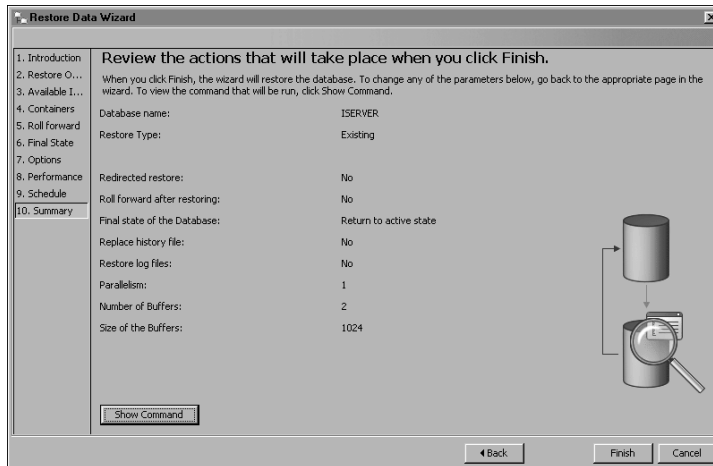 Restore Data Wizard
1. Introduction
2. Restore O...
3. Available I...
4. Containers
5. Roll forward
6. Final State
7. Options
8. Performance
9. Schedule
10. Summary
Review the actions that will take place when you click Finish.
When you click Finish, the wizard will restore the database. To change any of the parameters below, go back to the appropriate page in the
wizard. To view the command that will be run, click Show Command.
Database name: ISERVER
Restore Type: Existing
Redirected restore: No
Roll forward after restoring: No
Final state of the Database: Return to active state
Replace history file: No
Restore log files: No
Parallelism: 1
Number of Buffers: 2
Size of the Buffers: 1024
Show Command
Back Finish Cancel